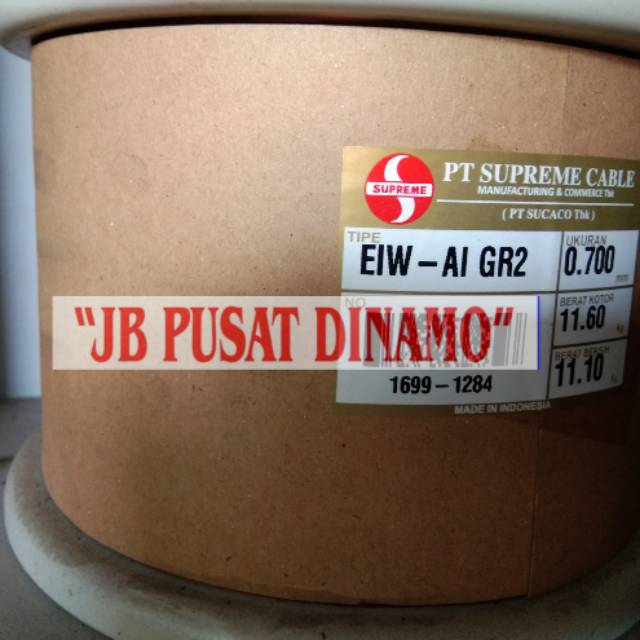 SUPREME
PT SUPREME CABLE
MANUFACTURING & COMMERCE Tbk
( PT SUCACO Tbk )
TIPE
EIW - AI GR2
UKURAN
0.700
mm
NO
BERAT KOTOR
11.60
kg
"JB PUSAT DINAMO"
1699 - 1284
BERAT BERSIH
11.10
Kg
MADE IN INDONESIA